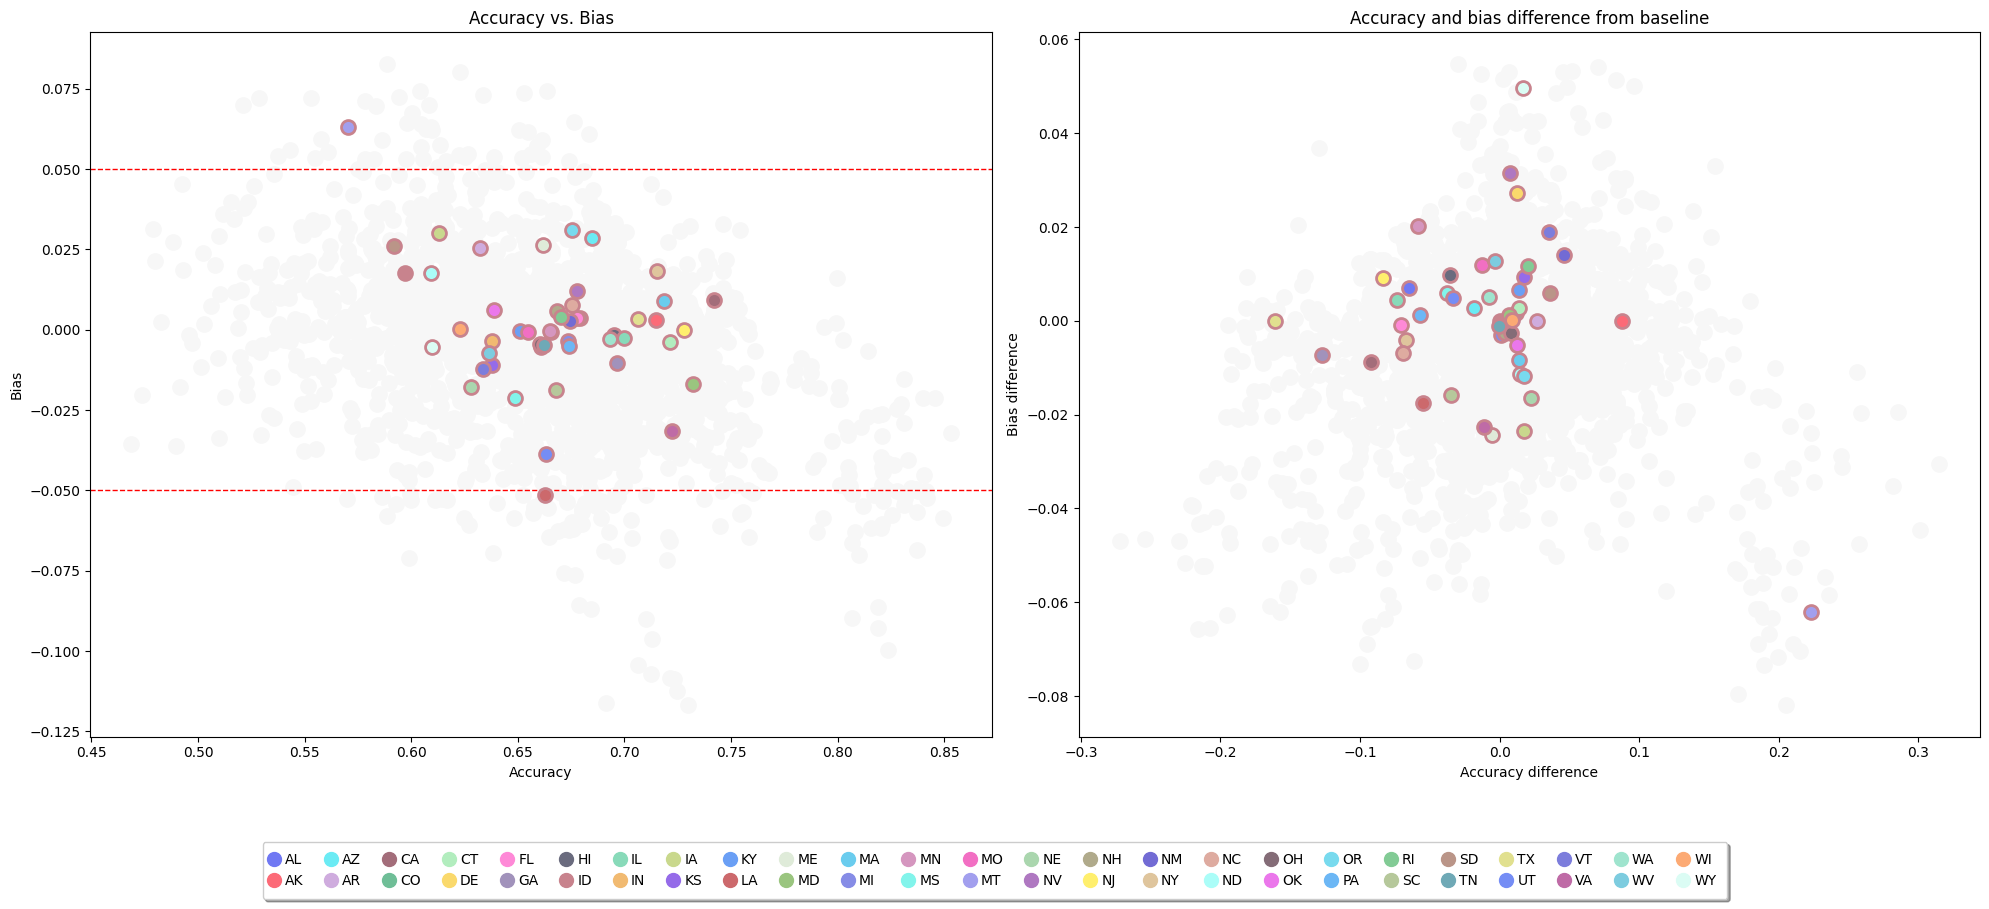 Accuracy vs. Bias
Accuracy and bias difference from baseline
0.075
0.050
0.025
0.000
−0.025
−0.050
−0.075
−0.100
−0.125
Bias
0.45 0.50 0.55 0.60 0.65 0.70 0.75 0.80 0.85
Accuracy
0.06
0.04
0.02
0.00
−0.02
−0.04
−0.06
−0.08
Bias difference
−0.3 −0.2 −0.1 0.0 0.1 0.2 0.3
Accuracy difference
AL AZ CA CT FL HI IL IA KY ME MA MN MO NE NH NM NC OH OR RI SD TX VT WA WI
AK AR CO DE GA ID IN KS LA MD MI MS MT NV NJ NY ND OK PA SC TN UT VA WV WY